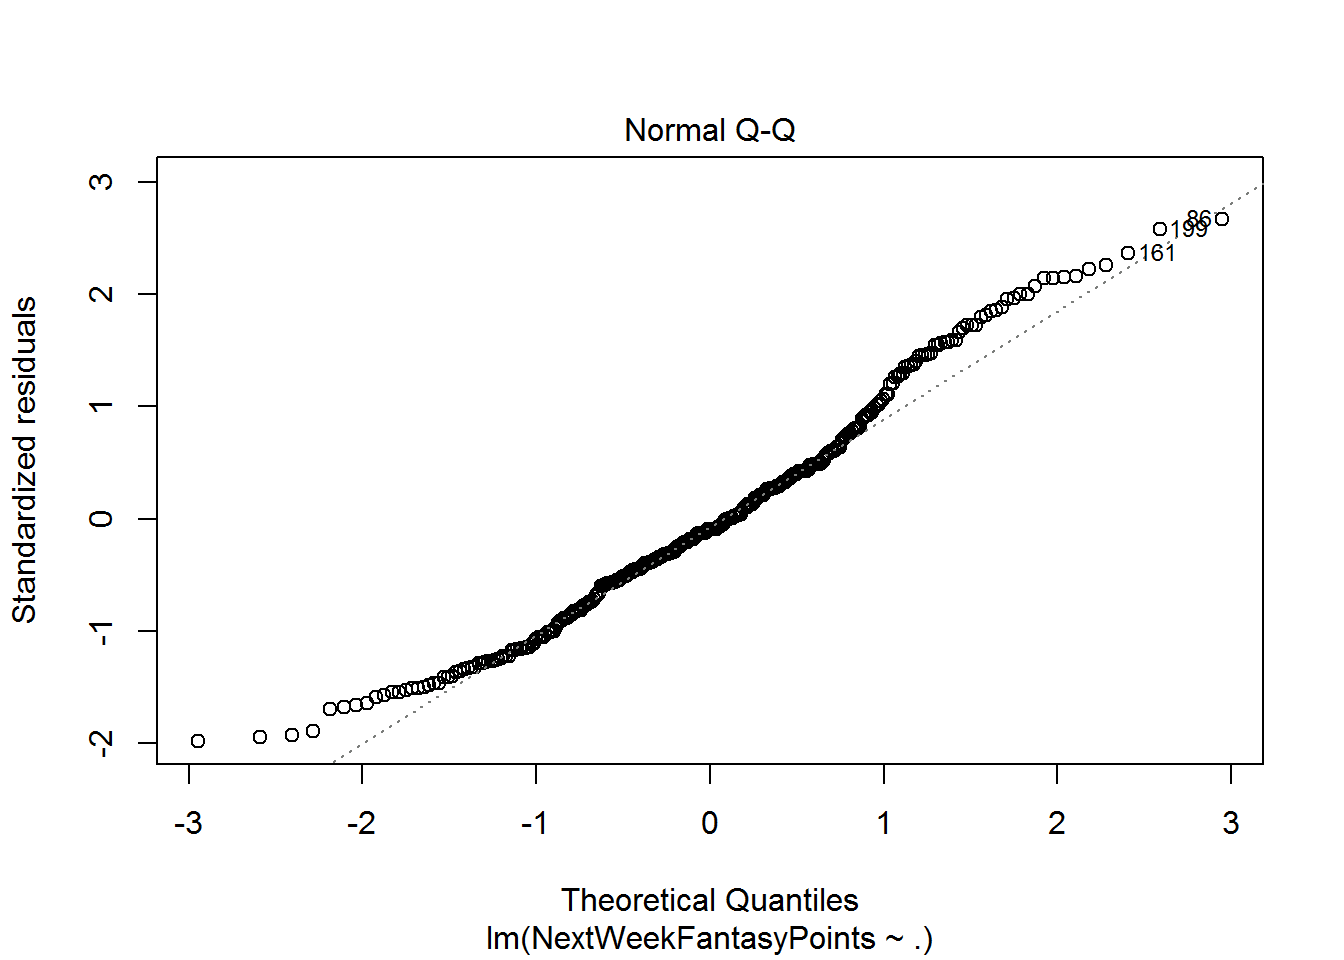 Normal Q-Q
Standardized residuals
3
2
1
0
-1
-2
86
199
161
-3 -2 -1 0 1 2 3
Theoretical Quantiles
lm(NextWeekFantasyPoints ~ .)